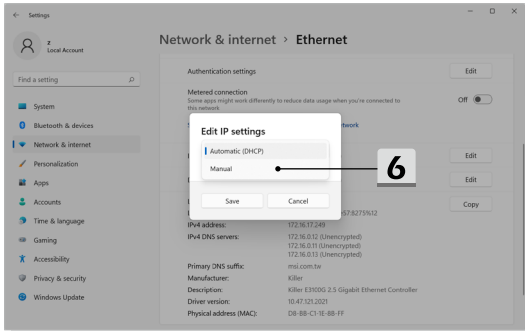 Settings
z
Local Account
Find a setting
System
Bluetooth & devices
Network & internet
Personalization
Apps
Accounts
Time & language
Gaming
Accessibility
Privacy & security
Windows Update
Network & internet > Ethernet
Authentication settings
Edit
Metered connection
Some apps might work differently to reduce data usage when you're connected to
this network
Off
Edit IP settings
Automatic (DHCP)
Manual
6
Save
Cancel
Edit
Edit
Copy
IPv4 address: 172.16.17.249
IPv4 DNS servers: 172.16.0.12 (Unencrypted)
172.16.0.11 (Unencrypted)
172.16.0.13 (Unencrypted)
Primary DNS suffix: msi.com.tw
Manufacturer: Killer
Description: Killer E3100G 2.5 Gigabit Ethernet Controller
Driver version: 10.47.121.2021
Physical address (MAC): D8-BB-C1-1E-8B-FF